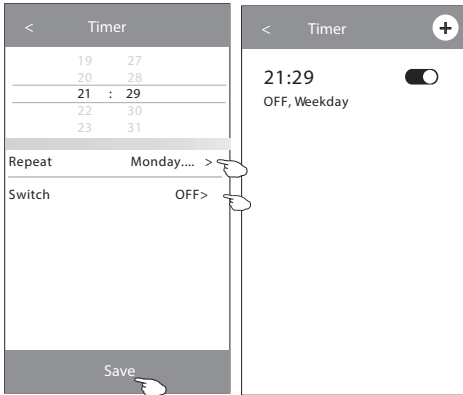 < Timer
19 27
20 28
21 : 29
22 30
23 31
Repeat Monday.... >
Switch OFF>
Save
< Timer +
21:29
OFF, Weekday